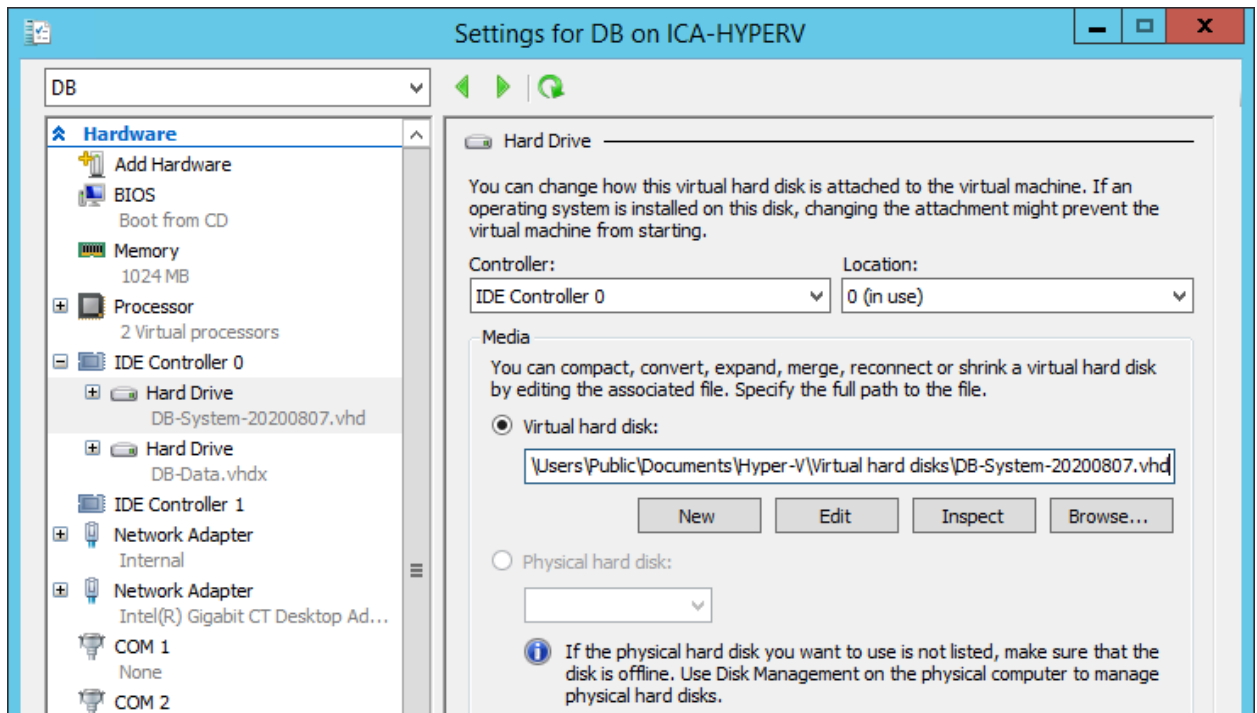 Settings for DB on ICA-HYPERV
DB
Hardware
Add Hardware
BIOS
Boot from CD
Memory
1024 MB
Processor
2 Virtual processors
IDE Controller 0
Hard Drive
DB-System-20200807.vhd
Hard Drive
DB-Data.vhdx
IDE Controller 1
Network Adapter
Internal
Network Adapter
Intel(R) Gigabit CT Desktop Ad...
COM 1
None
COM 2
Hard Drive
You can change how this virtual hard disk is attached to the virtual machine. If an
operating system is installed on this disk, changing the attachment might prevent the
virtual machine from starting.
Controller:
Location:
IDE Controller 0
0 (in use)
Media
You can compact, convert, expand, merge, reconnect or shrink a virtual hard disk
by editing the associated file. Specify the full path to the file.
Virtual hard disk:
\Users\Public\Documents\Hyper-V\Virtual hard disks\DB-System-20200807.vhd
New
Edit
Inspect
Browse...
Physical hard disk:
If the physical hard disk you want to use is not listed, make sure that the
disk is offline. Use Disk Management on the physical computer to manage
physical hard disks.